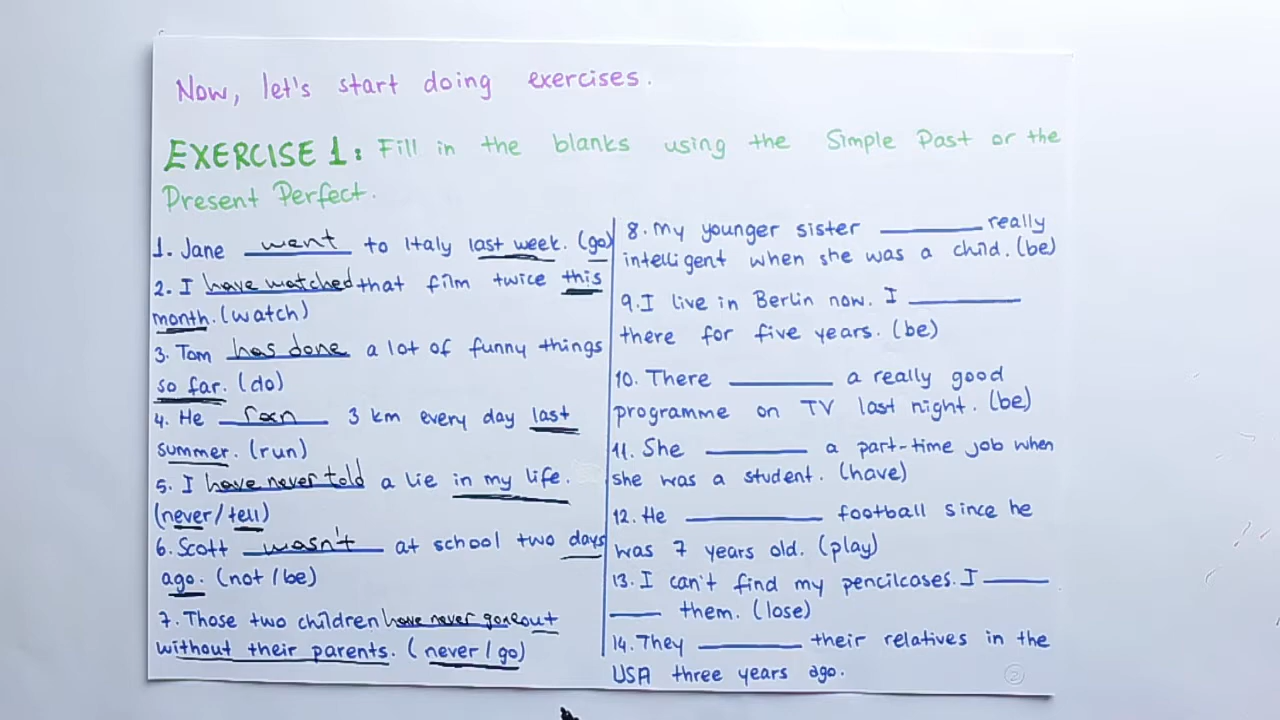 Now, let's start doing exercises.
EXERCISE 1: Fill in the blanks using the Simple Past or the
Present Perfect.
1. Jane went to Italy last week. (go)
2. I have watched that film twice this
month. (watch)
3. Tom has done a lot of funny things
so far. (do)
4. He ran 3 km every day last
summer. (run)
5. I have never told a lie in my life.
(never/tell)
6. Scott wasn't at school two days
ago. (not/be)
7. Those two children have never gone out
without their parents. (never/go)
8. My younger sister ________ really
intelligent when she was a child. (be)
9. I live in Berlin now. I ________
there for five years. (be)
10. There ________ a really good
programme on TV last night. (be)
11. She ________ a part-time job when
she was a student. (have)
12. He ________ football since he
was 7 years old. (play)
13. I can't find my pencilcases. I ____
____ them. (lose)
14. They ________ their relatives in the
USA three years ago.
2